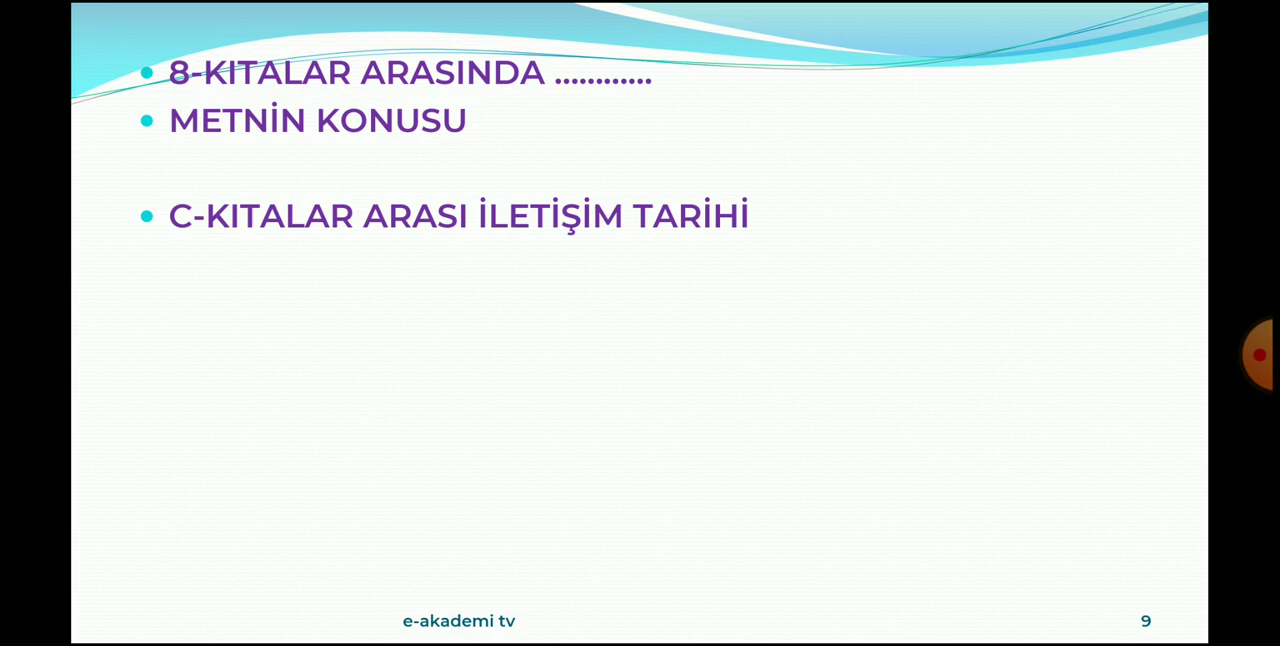 8-KITALAR ARASINDA ............
METNİN KONUSU
C-KITALAR ARASI İLETİŞİM TARİHİ
e-akademi tv
9